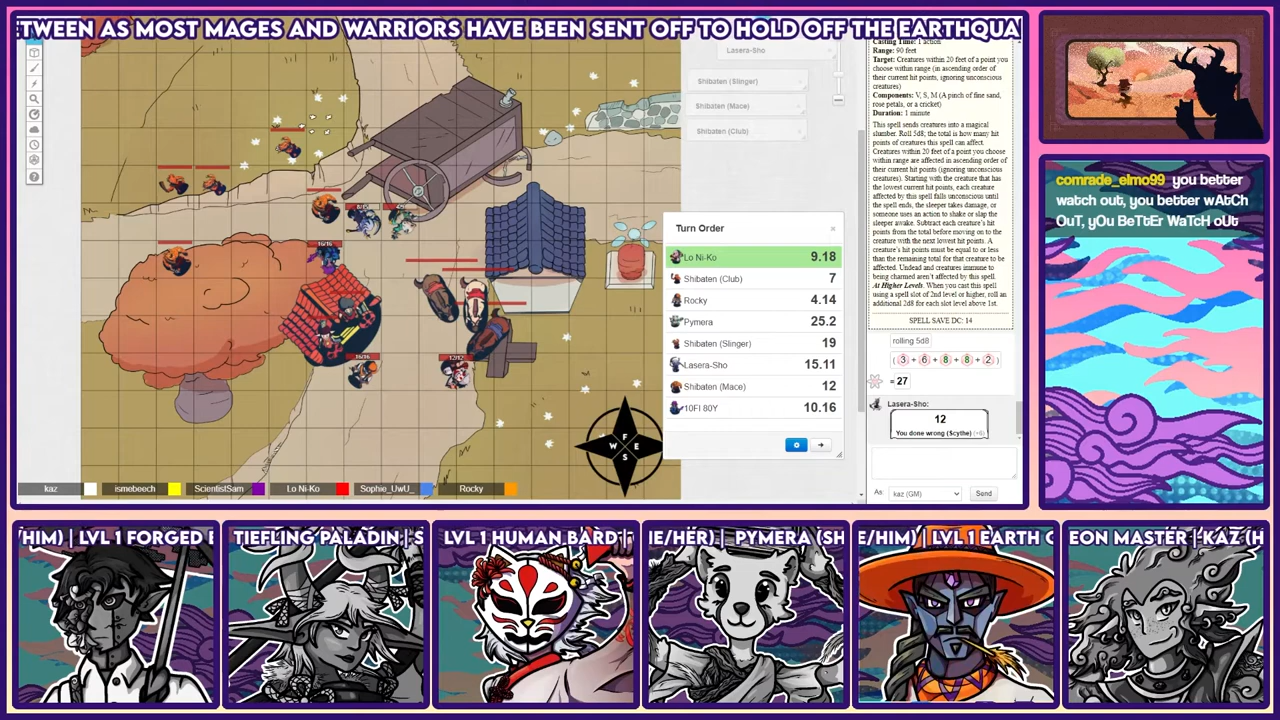 ETWEEN AS MOST MAGES AND WARRIORS HAVE BEEN SENT OFF TO HOLD OFF THE EARTHQUA
Lasera-Sho
Shibaten (Slinger)
Shibaten (Mace)
Shibaten (Club)
Turn Order
Lo Ni-Ko 9.18
Shibaten (Club) 7
Rocky 4.14
Pymera 25.2
Shibaten (Slinger) 19
Lasera-Sho 15.11
Shibaten (Mace) 12
10FI 80Y 10.16
16/16
16/16
12/12
F
W E
S
kaz
ismebeech
ScientistSam
Lo Ni-Ko
Sophie_UwU_
Rocky
Casting Time: 1 action
Range: 90 feet
Target: Creatures within 20 feet of a point you
choose within range (in ascending order of
their current hit points, ignoring unconscious
creatures)
Components: V, S, M (A pinch of fine sand,
rose petals, or a cricket)
Duration: 1 minute
This spell sends creatures into a magical
slumber. Roll 5d8; the total is how many hit
points of creatures this spell can affect.
Creatures within 20 feet of a point you choose
within range are affected in ascending order of
their current hit points (ignoring unconscious
creatures). Starting with the creature that has
the lowest current hit points, each creature
affected by this spell falls unconscious until
the spell ends, the sleeper takes damage, or
someone uses an action to shake or slap the
sleeper awake. Subtract each creature's hit
points from the total before moving on to the
creature with the next lowest hit points. A
creature's hit points must be equal to or less
than the remaining total for that creature to be
affected. Undead and creatures immune to
being charmed aren't affected by this spell.
At Higher Levels. When you cast this spell
using a spell slot of 2nd level or higher, roll an
additional 2d8 for each slot level above 1st.
SPELL SAVE DC: 14
rolling 5d8
(3+6+8+8+2)
= 27
Lasera-Sho:
12
You done wrong (Scythe) (+5)
As: kaz (GM) Send
comrade_elmo99 you better
watch out, you better wAtCh
OuT, yOu BeTtEr WaTcH oUt
/HIM) | LVL 1 FORGED
TIEFLING PALADIN | S
LVL 1 HUMAN BARD |
HE/HER) | PYMERA (SH
E/HIM) | LVL 1 EARTH
EON MASTER | KAZ (H